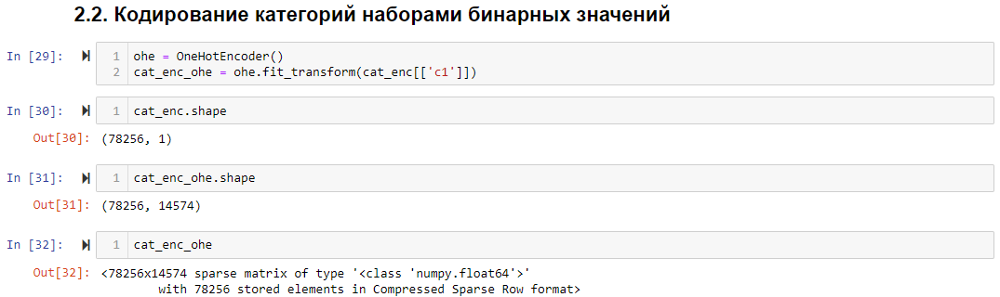 2.2. Кодирование категорий наборами бинарных значений
In [29]: 1 ohe = OneHotEncoder()
2 cat_enc_ohe = ohe.fit_transform(cat_enc[['c1']])
In [30]: 1 cat_enc.shape
Out[30]: (78256, 1)
In [31]: 1 cat_enc_ohe.shape
Out[31]: (78256, 14574)
In [32]: 1 cat_enc_ohe
Out[32]: <78256x14574 sparse matrix of type '<class 'numpy.float64'>'
with 78256 stored elements in Compressed Sparse Row format>